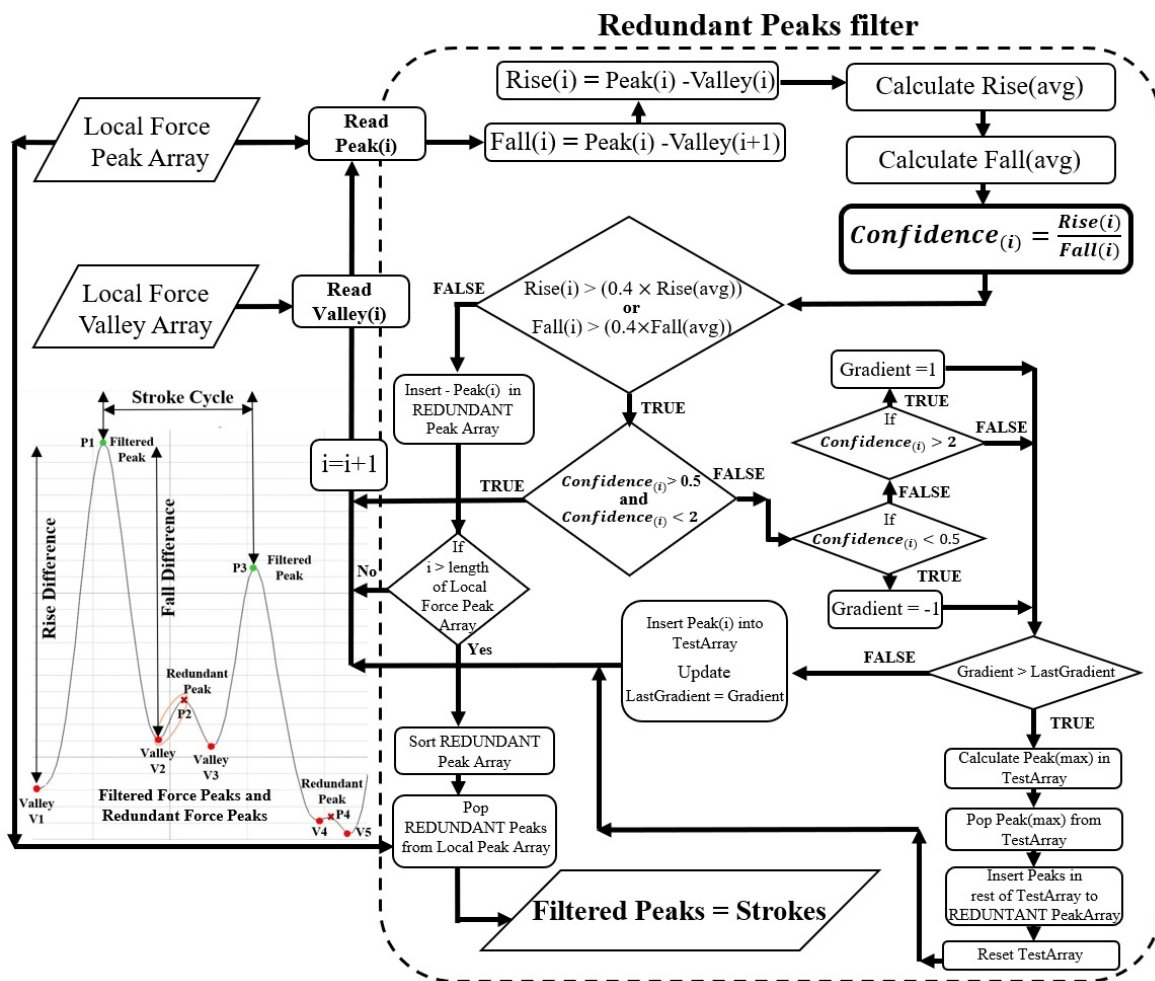 Redundant Peaks filter
Local Force
Peak Array
Read
Peak(i)
Rise(i) = Peak(i) -Valley(i)
Fall(i) = Peak(i) -Valley(i+1)
Calculate Rise(avg)
Calculate Fall(avg)
Confidence(i) = Rise(i)/Fall(i)
Local Force
Valley Array
Read
Valley(i)
FALSE
Rise(i) > (0.4 × Rise(avg))
or
Fall(i) > (0.4×Fall(avg))
TRUE
Insert - Peak(i) in
REDUNDANT
Peak Array
i=i+1
TRUE
Confidence(i)> 0.5
and
Confidence(i) < 2
FALSE
Gradient =1
TRUE
If
Confidence(i) > 2
FALSE
FALSE
If
Confidence(i) < 0.5
TRUE
Gradient = -1
No
If
i > length
of Local
Force Peak
Array
Yes
Insert Peak(i) into
TestArray
Update
LastGradient = Gradient
FALSE
Gradient > LastGradient
TRUE
Calculate Peak(max) in
TestArray
Pop Peak(max) from
TestArray
Insert Peaks in
rest of TestArray to
REDUNTANT PeakArray
Reset TestArray
Sort REDUNDANT
Peak Array
Pop
REDUNDANT Peaks
from Local Peak Array
Filtered Peaks = Strokes
Stroke Cycle
P1
Filtered
Peak
Rise Difference
Fall Difference
P3
Filtered
Peak
Redundant
Peak
P2
Valley
V2
Valley
V3
Valley
V1
Filtered Force Peaks and
Redundant Force Peaks
Redundant
Peak
P4
V4
V5